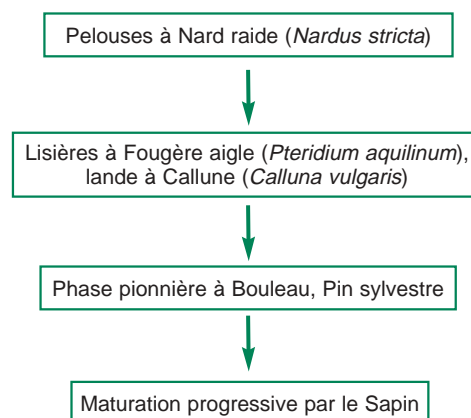 Pelouses à Nard raide (Nardus stricta)
Lisières à Fougère aigle (Pteridium aquilinum),
lande à Callune (Calluna vulgaris)
Phase pionnière à Bouleau, Pin sylvestre
Maturation progressive par le Sapin